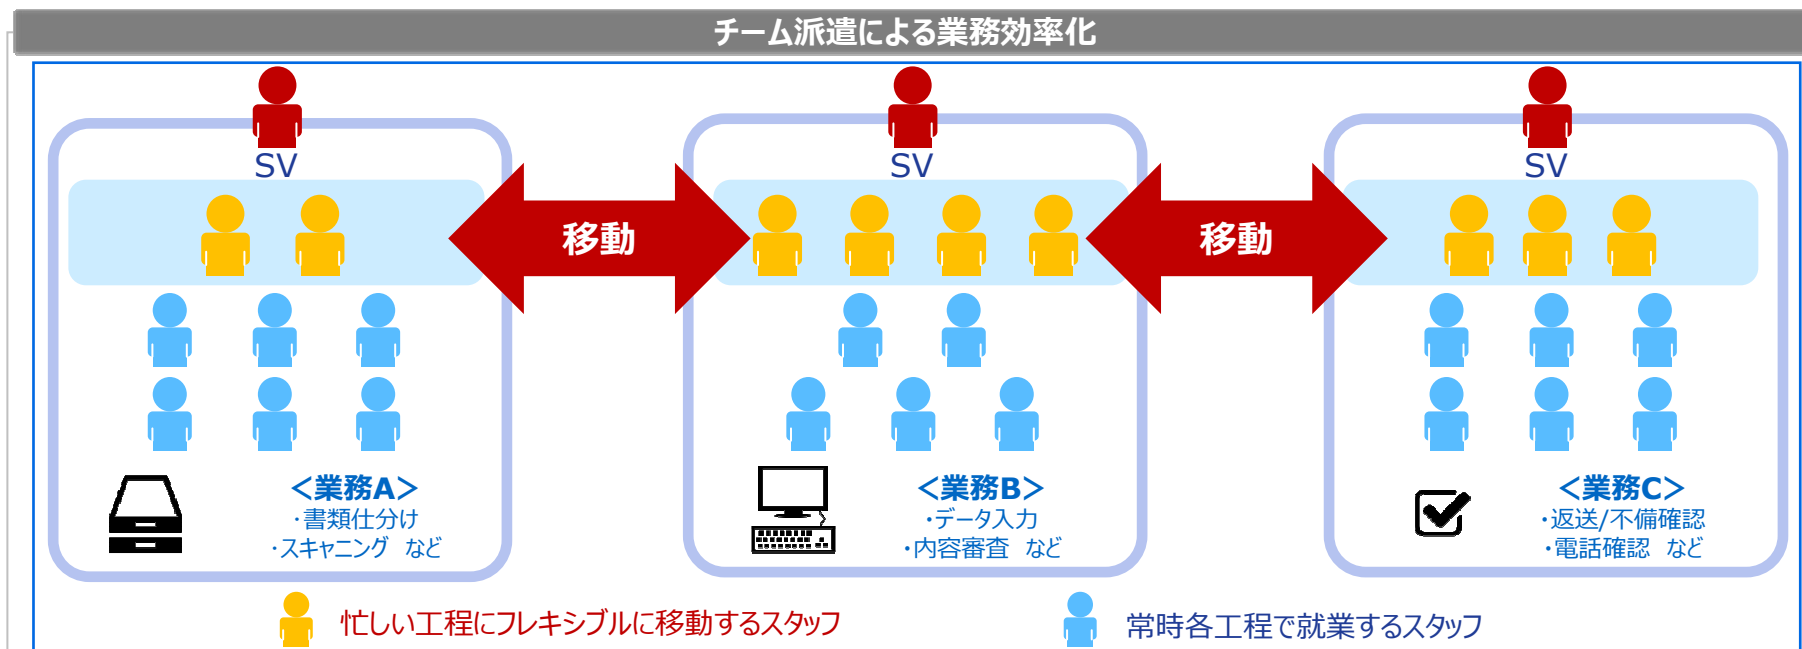 チーム派遣による業務効率化
SV
SV
SV
移動
移動
＜業務A＞
・書類仕分け
・スキャニング など
＜業務B＞
・データ入力
・内容審査 など
＜業務C＞
・返送/不備確認
・電話確認 など
忙しい工程にフレキシブルに移動するスタッフ
常時各工程で就業するスタッフ